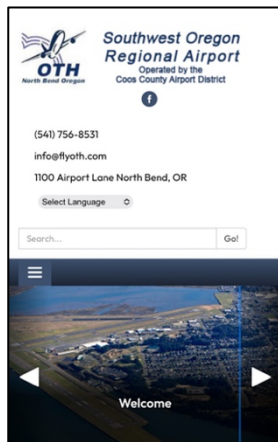 OTH
North Bend Oregon
Southwest Oregon
Regional Airport
Operated by the
Coos County Airport District
f
(541) 756-8531
info@flyoth.com
1100 Airport Lane North Bend, OR
Select Language
Search...
Go!
Welcome